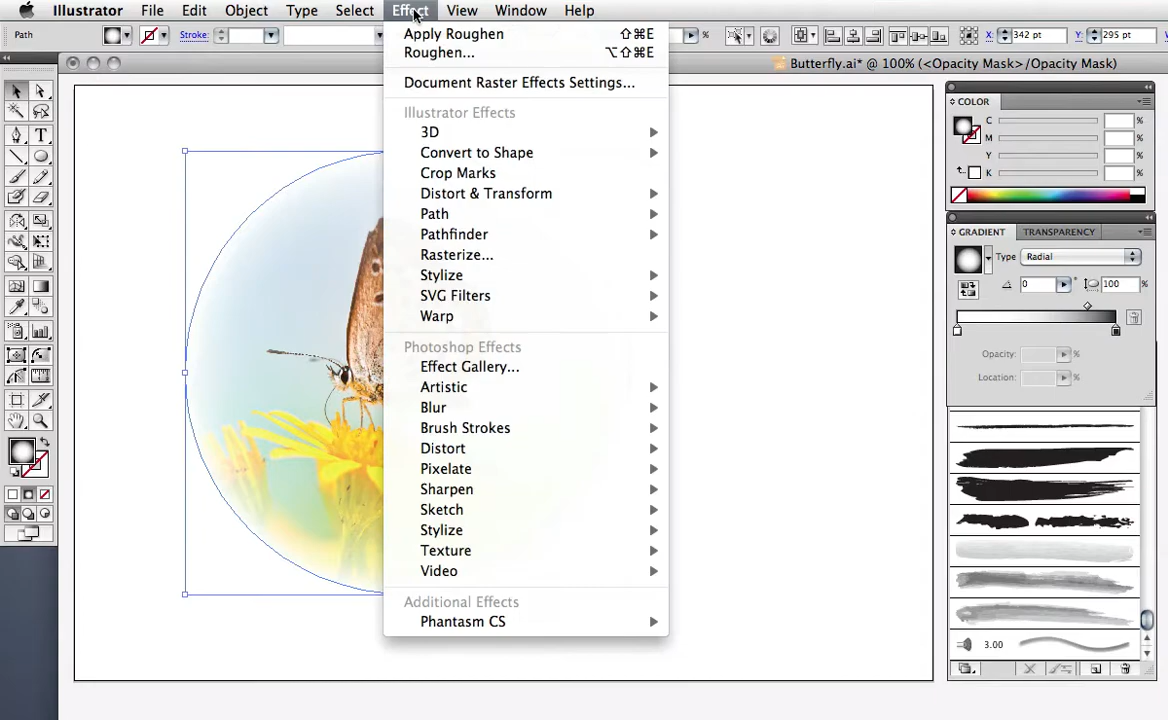 Illustrator File Edit Object Type Select Effect View Window Help
Path Stroke: % X: 342 pt Y: 295 pt
Butterfly.ai* @ 100% (<Opacity Mask>/Opacity Mask)
Apply Roughen ⇧⌘E
Roughen... ⌥⇧⌘E
Document Raster Effects Settings...
Illustrator Effects
3D
Convert to Shape
Crop Marks
Distort & Transform
Path
Pathfinder
Rasterize...
Stylize
SVG Filters
Warp
Photoshop Effects
Effect Gallery...
Artistic
Blur
Brush Strokes
Distort
Pixelate
Sharpen
Sketch
Stylize
Texture
Video
Additional Effects
Phantasm CS
COLOR
C %
M %
Y %
K %
GRADIENT TRANSPARENCY
Type Radial
0 ° 100 %
Opacity: %
Location: %
3.00